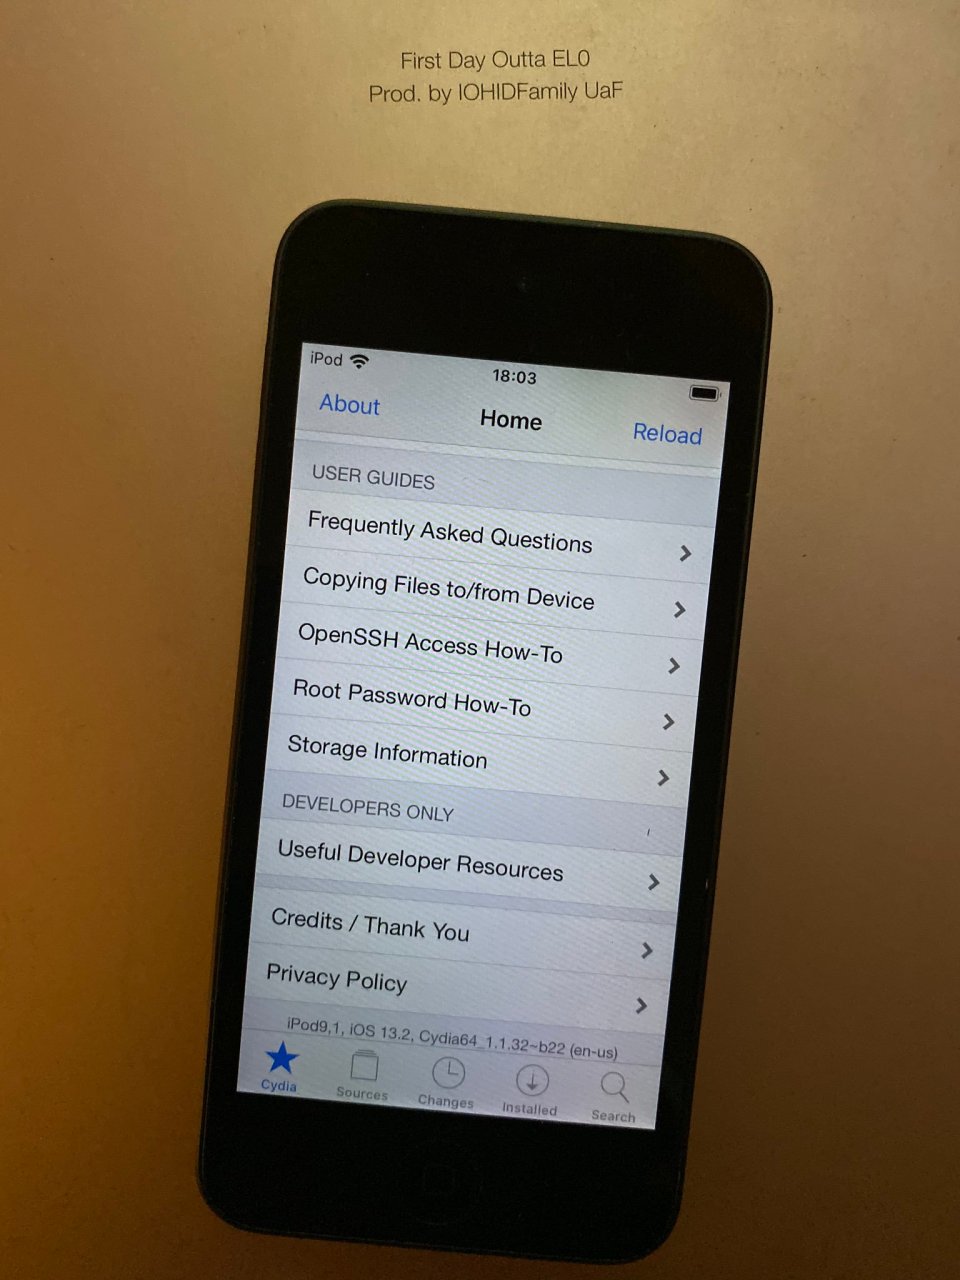 First Day Outta EL0
Prod. by IOHIDFamily UaF
iPod
18:03
About
Home
Reload
USER GUIDES
Frequently Asked Questions
Copying Files to/from Device
OpenSSH Access How-To
Root Password How-To
Storage Information
DEVELOPERS ONLY
Useful Developer Resources
Credits / Thank You
Privacy Policy
iPod9,1, iOS 13.2, Cydia64_1.1.32~b22 (en-us)
Cydia
Sources
Changes
Installed
Search